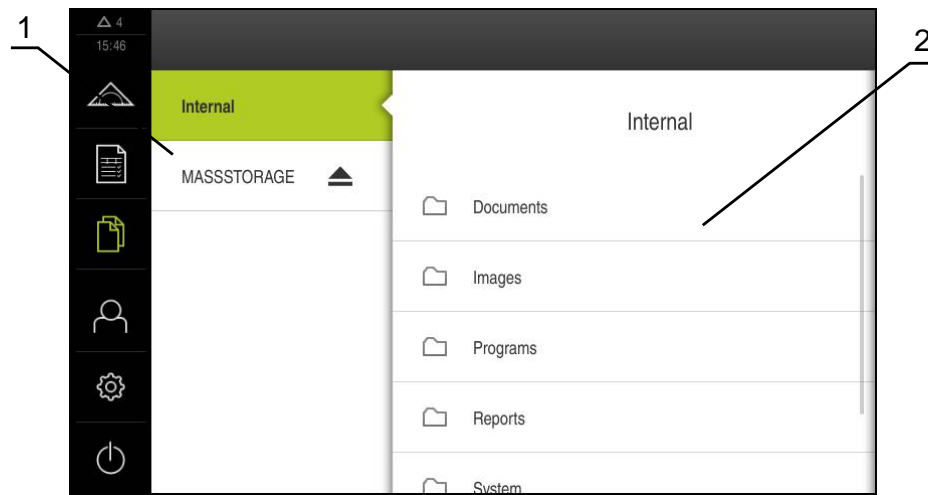 1
2
4
15:46
Internal
MASSSTORAGE
Internal
Documents
Images
Programs
Reports
System